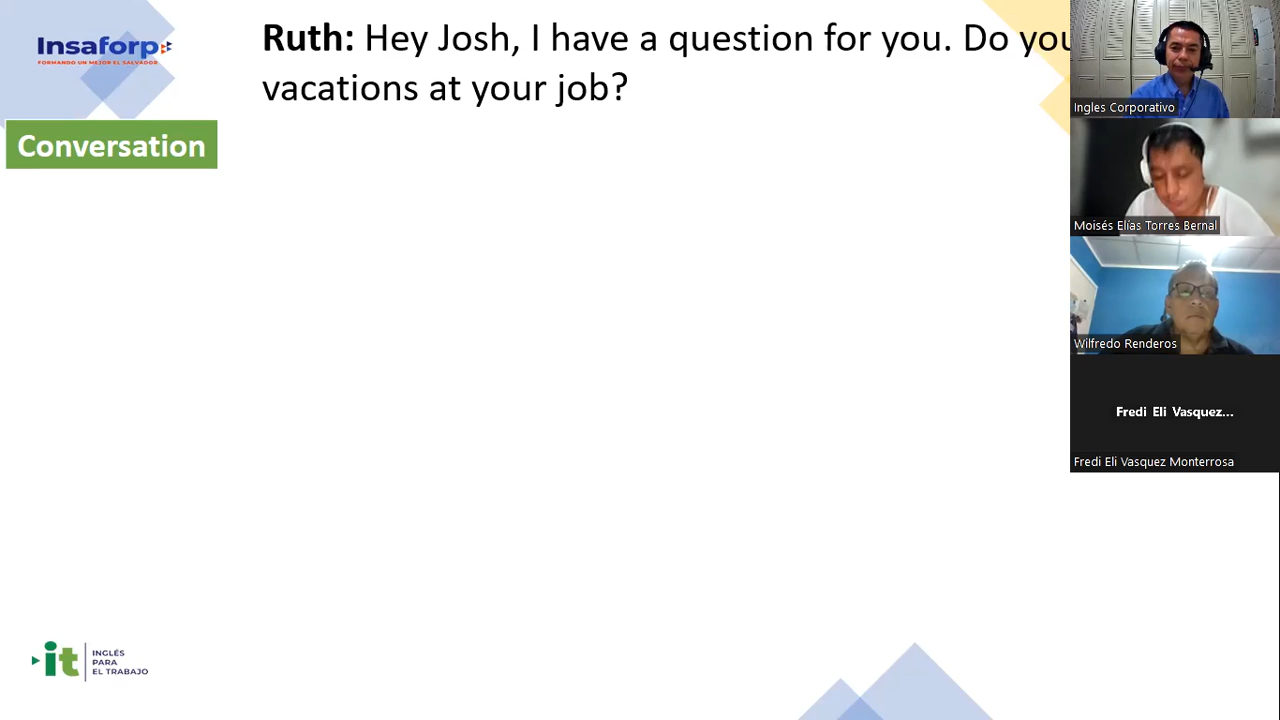 Insaforp
FORMANDO UN MEJOR EL SALVADOR
Conversation
Ruth: Hey Josh, I have a question for you. Do you
vacations at your job?
Ingles Corporativo
Moisés Elías Torres Bernal
Wilfredo Renderos
Fredi Eli Vasquez...
Fredi Eli Vasquez Monterrosa
it
INGLÉS
PARA
EL TRABAJO